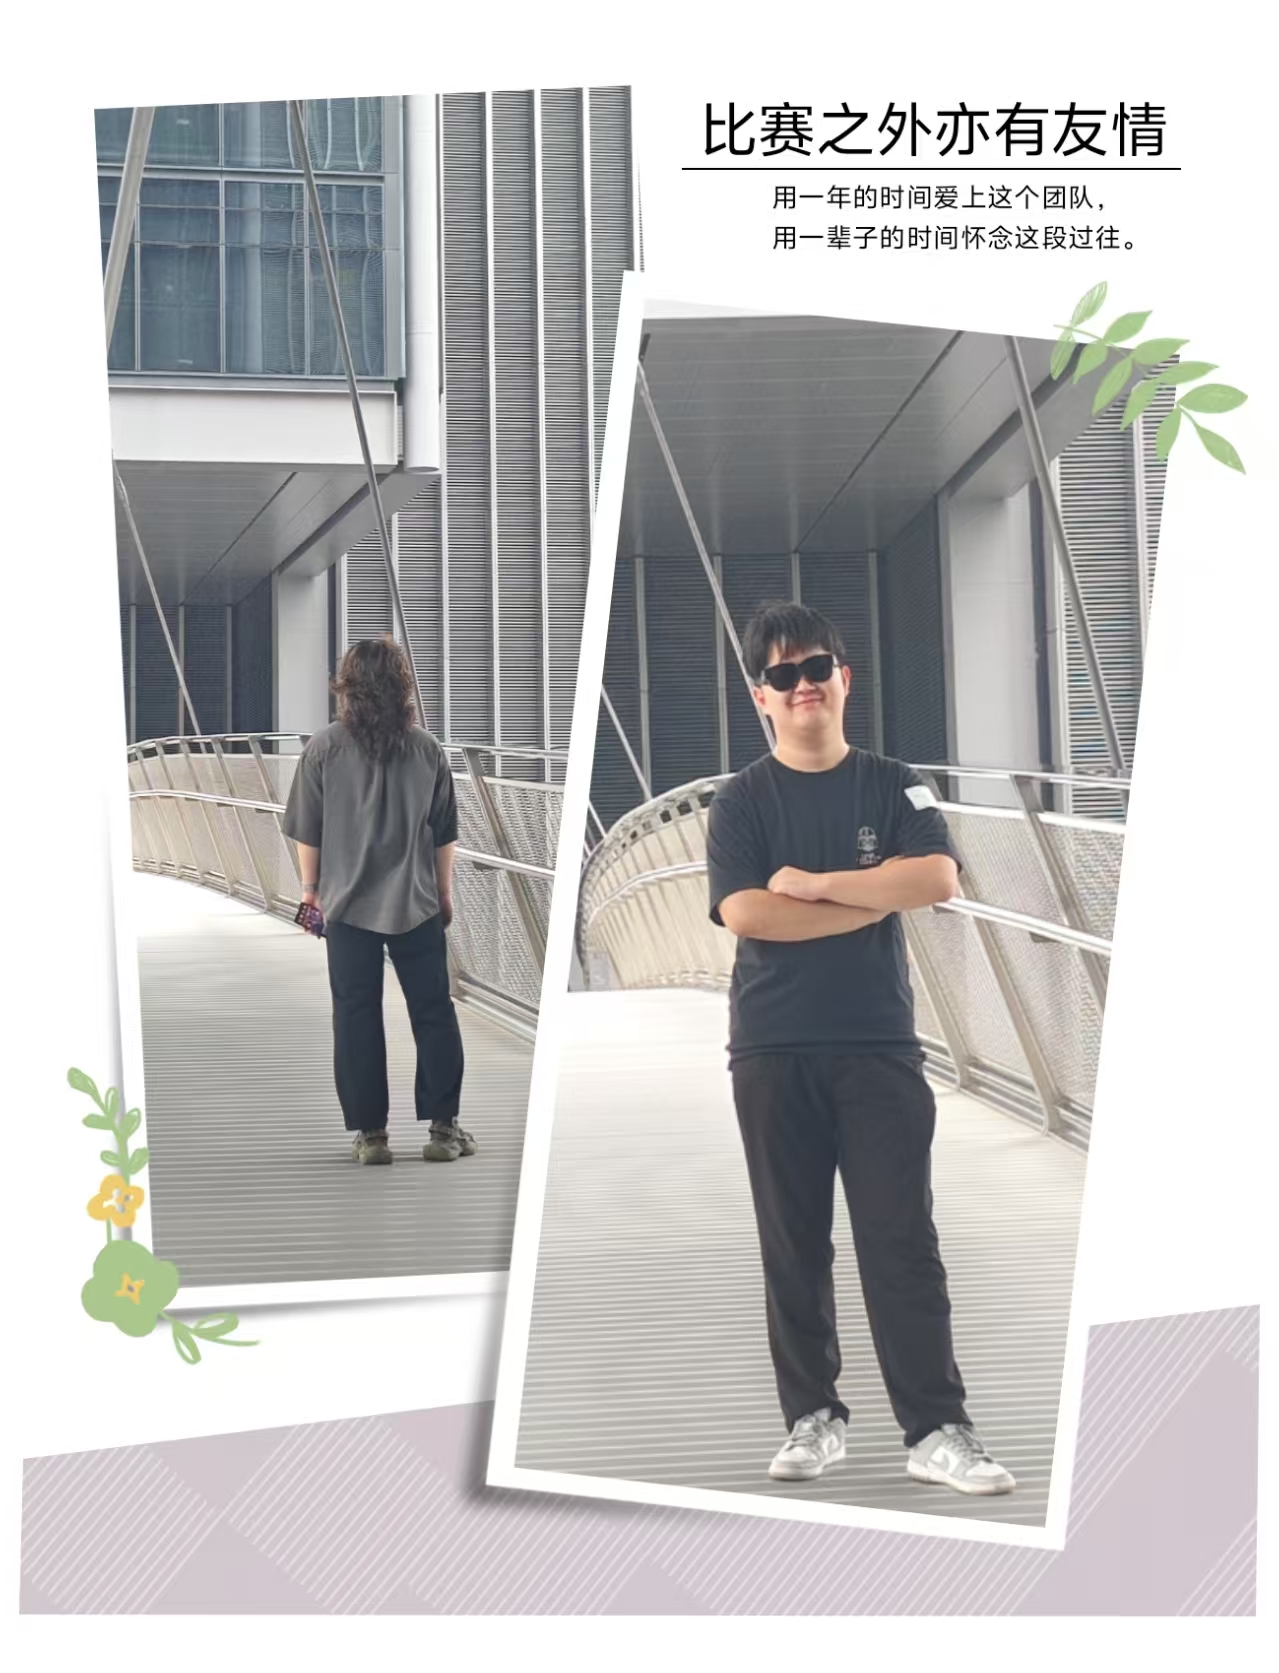 比赛之外亦有友情
用一年的时间爱上这个团队，
用一辈子的时间怀念这段过往。